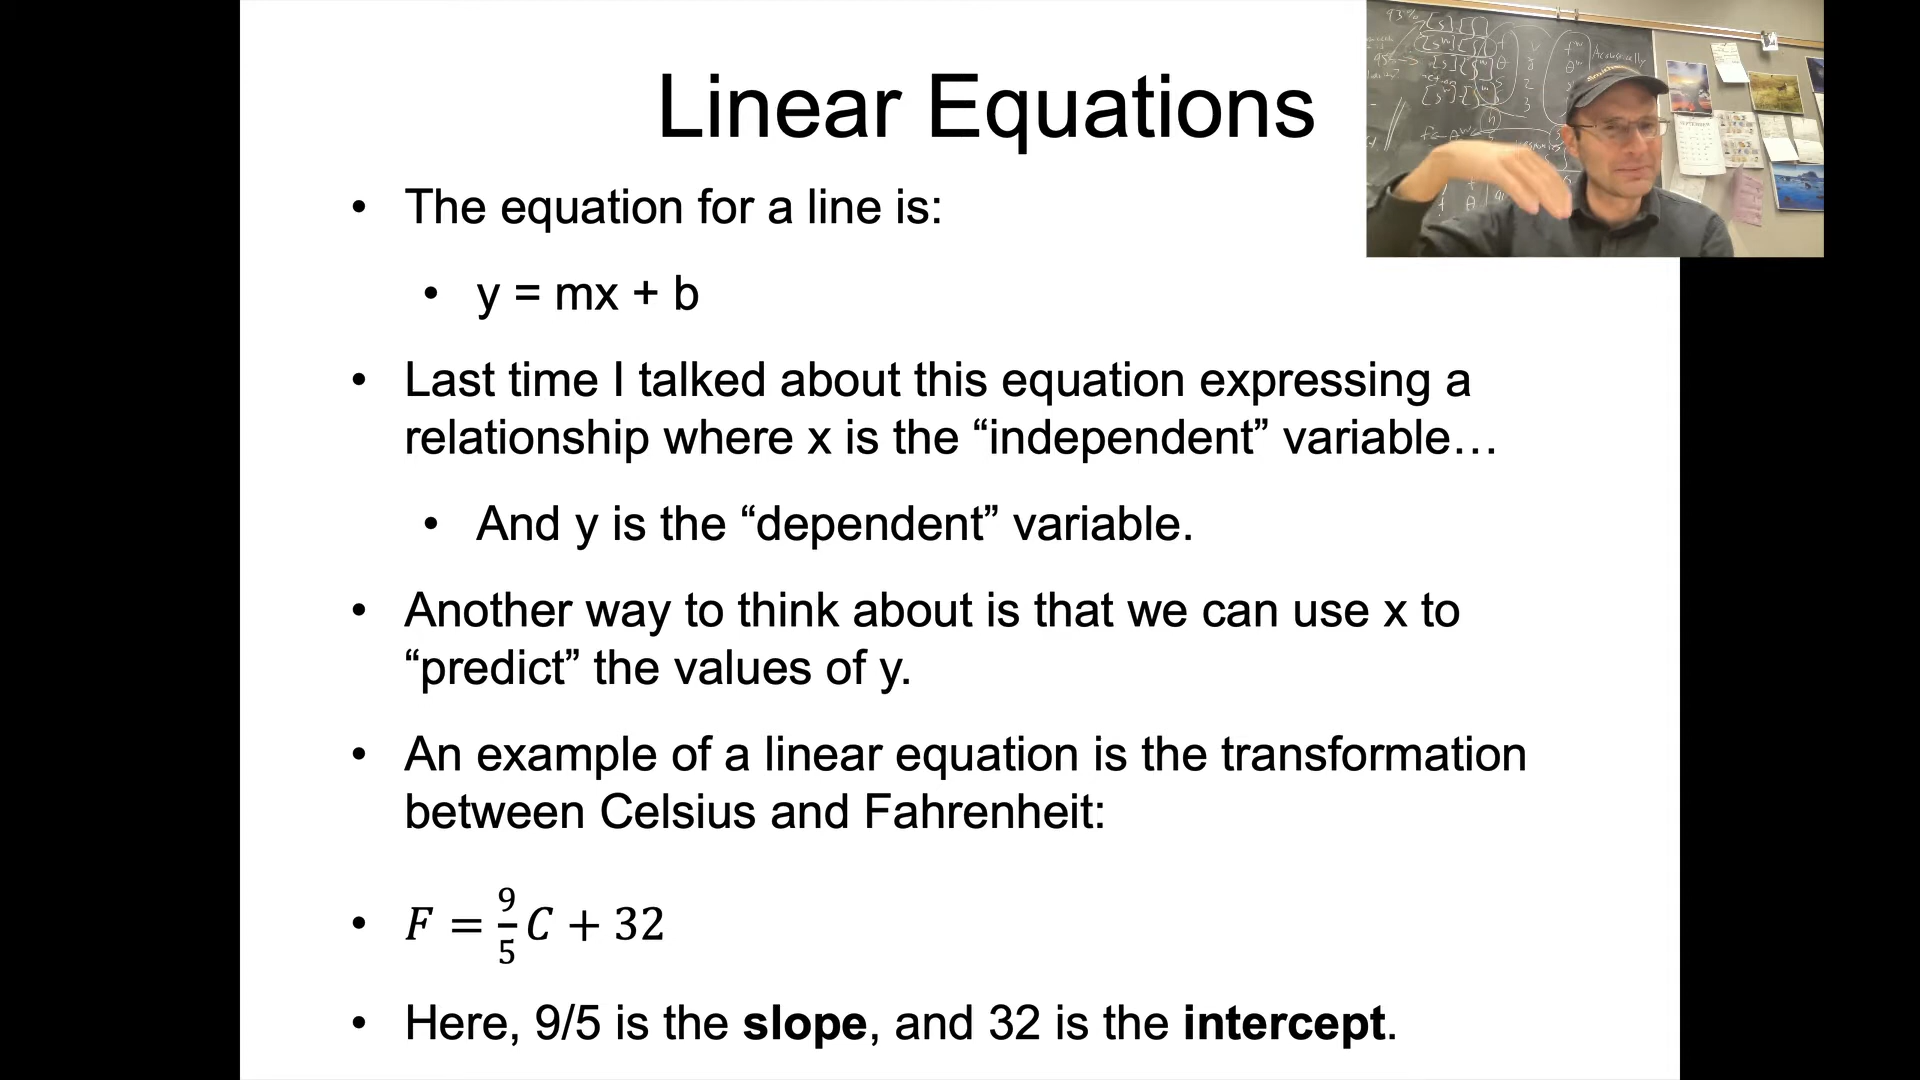 Linear Equations
• The equation for a line is:
• y = mx + b
• Last time I talked about this equation expressing a
relationship where x is the “independent” variable…
• And y is the “dependent” variable.
• Another way to think about is that we can use x to
“predict” the values of y.
• An example of a linear equation is the transformation
between Celsius and Fahrenheit:
• F = 9/5 C + 32
• Here, 9/5 is the slope, and 32 is the intercept.
93%
Acoustically
SEPTEMBER